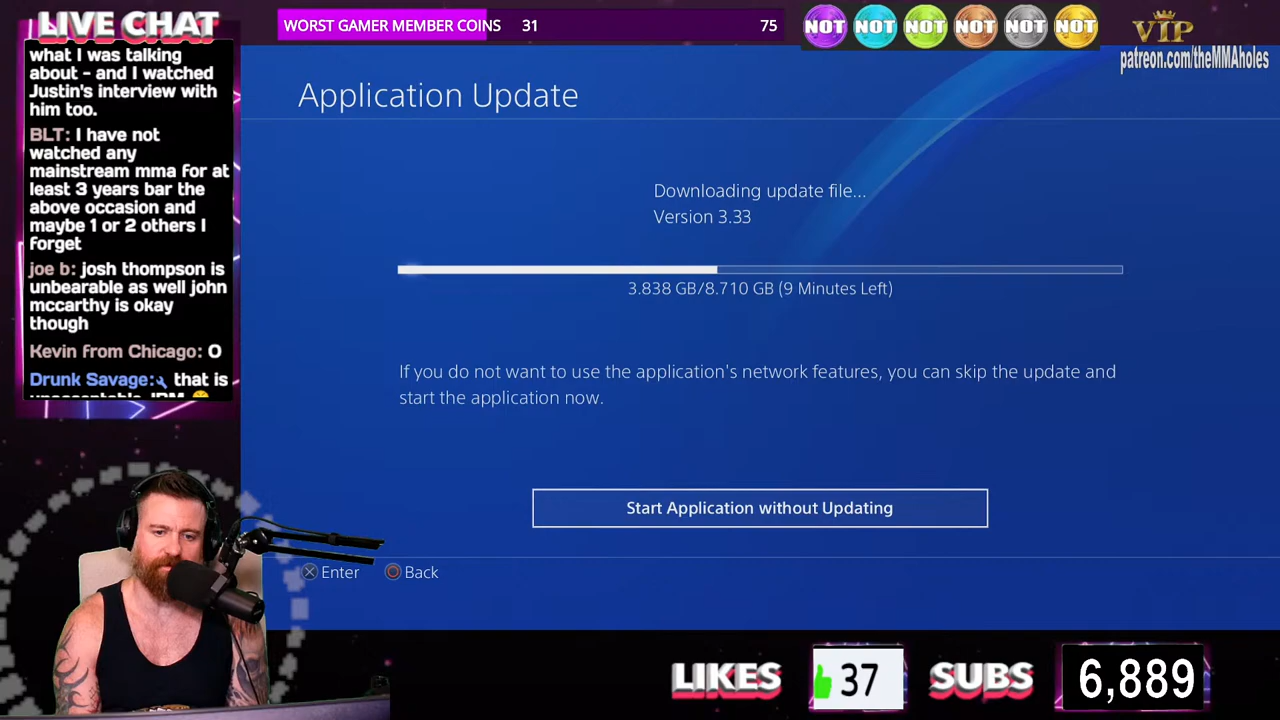 LIVE CHAT
what I was talking
about - and I watched
Justin's interview with
him too.
BLT: I have not
watched any
mainstream mma for at
least 3 years bar the
above occasion and
maybe 1 or 2 others I
forget
joe b: josh thompson is
unbearable as well john
mccarthy is okay
though
Kevin from Chicago: O
Drunk Savage: that is
WORST GAMER MEMBER COINS 31 75
NOT NOT NOT NOT NOT NOT
VIP
patreon.com/theMMAholes
Application Update
Downloading update file...
Version 3.33
3.838 GB/8.710 GB (9 Minutes Left)
If you do not want to use the application's network features, you can skip the update and
start the application now.
Start Application without Updating
Enter Back
LIKES 37 SUBS 6,889